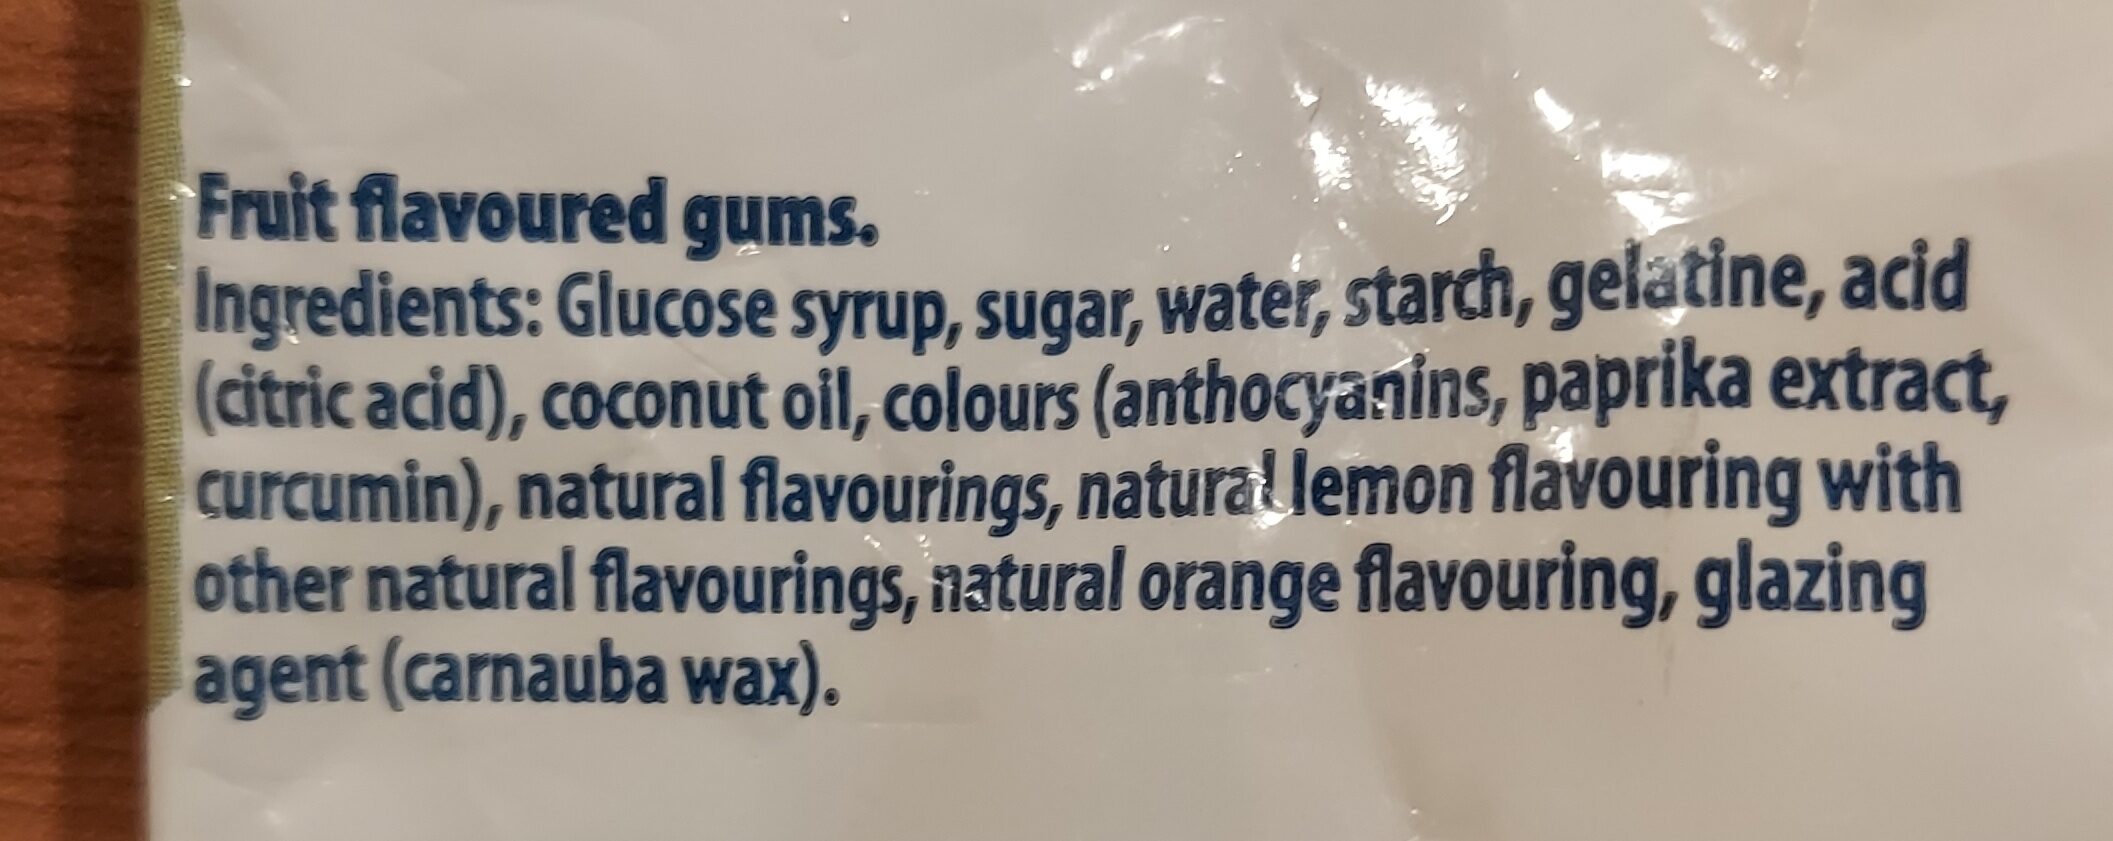 Fruit flavoured gums.
Ingredients: Glucose syrup, sugar, water, starch, gelatine, acid
(citric acid), coconut oil, colours (anthocyanins, paprika extract,
curcumin), natural flavourings, natural lemon flavouring with
other natural flavourings, natural orange flavouring, glazing
agent (carnauba wax).